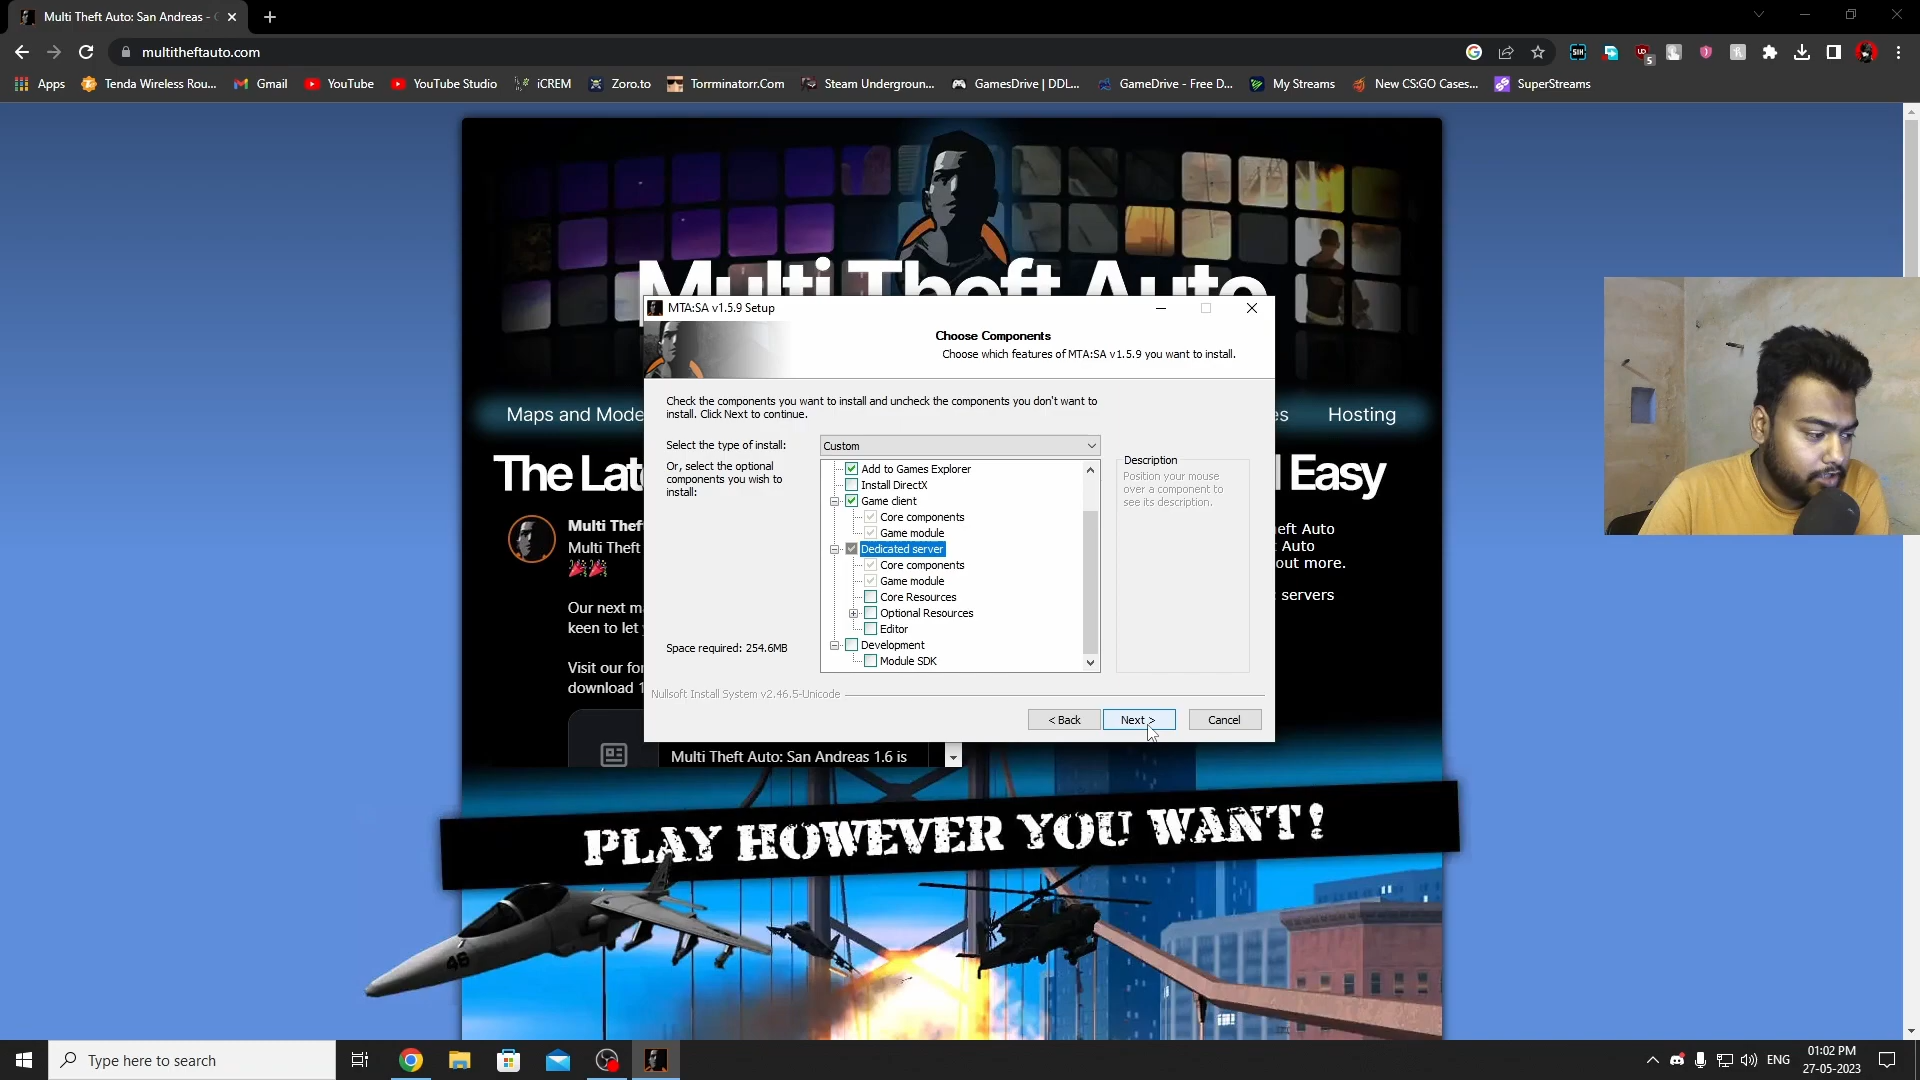 Multi Theft Auto: San Andreas -
multitheftauto.com
5
Apps
Tenda Wireless Rou...
Gmail
YouTube
YouTube Studio
iCREM
Zoro.to
Torrminatorr.Com
Steam Undergroun...
GamesDrive | DDL...
GameDrive - Free D...
My Streams
New CS:GO Cases...
SuperStreams
Multi Theft Auto
MTA:SA v1.5.9 Setup
Choose Components
Choose which features of MTA:SA v1.5.9 you want to install.
Check the components you want to install and uncheck the components you don't want to
install. Click Next to continue.
Select the type of install:
Custom
Or, select the optional
components you wish to
install:
Add to Games Explorer
Install DirectX
Game client
Core components
Game module
Dedicated server
Core components
Game module
Core Resources
Optional Resources
Editor
Development
Module SDK
Description
Position your mouse
over a component to
see its description.
Space required: 254.6MB
Nullsoft Install System v2.46.5-Unicode
< Back
Next >
Cancel
Maps and Mode
es
Hosting
The Lat
l Easy
Multi Thef
Multi Theft
Our next m
keen to let
Visit our for
download 1
eft Auto
t Auto
out more.
servers
Multi Theft Auto: San Andreas 1.6 is
PLAY HOWEVER YOU WANT!
48
Type here to search
ENG
01:02 PM
27-05-2023